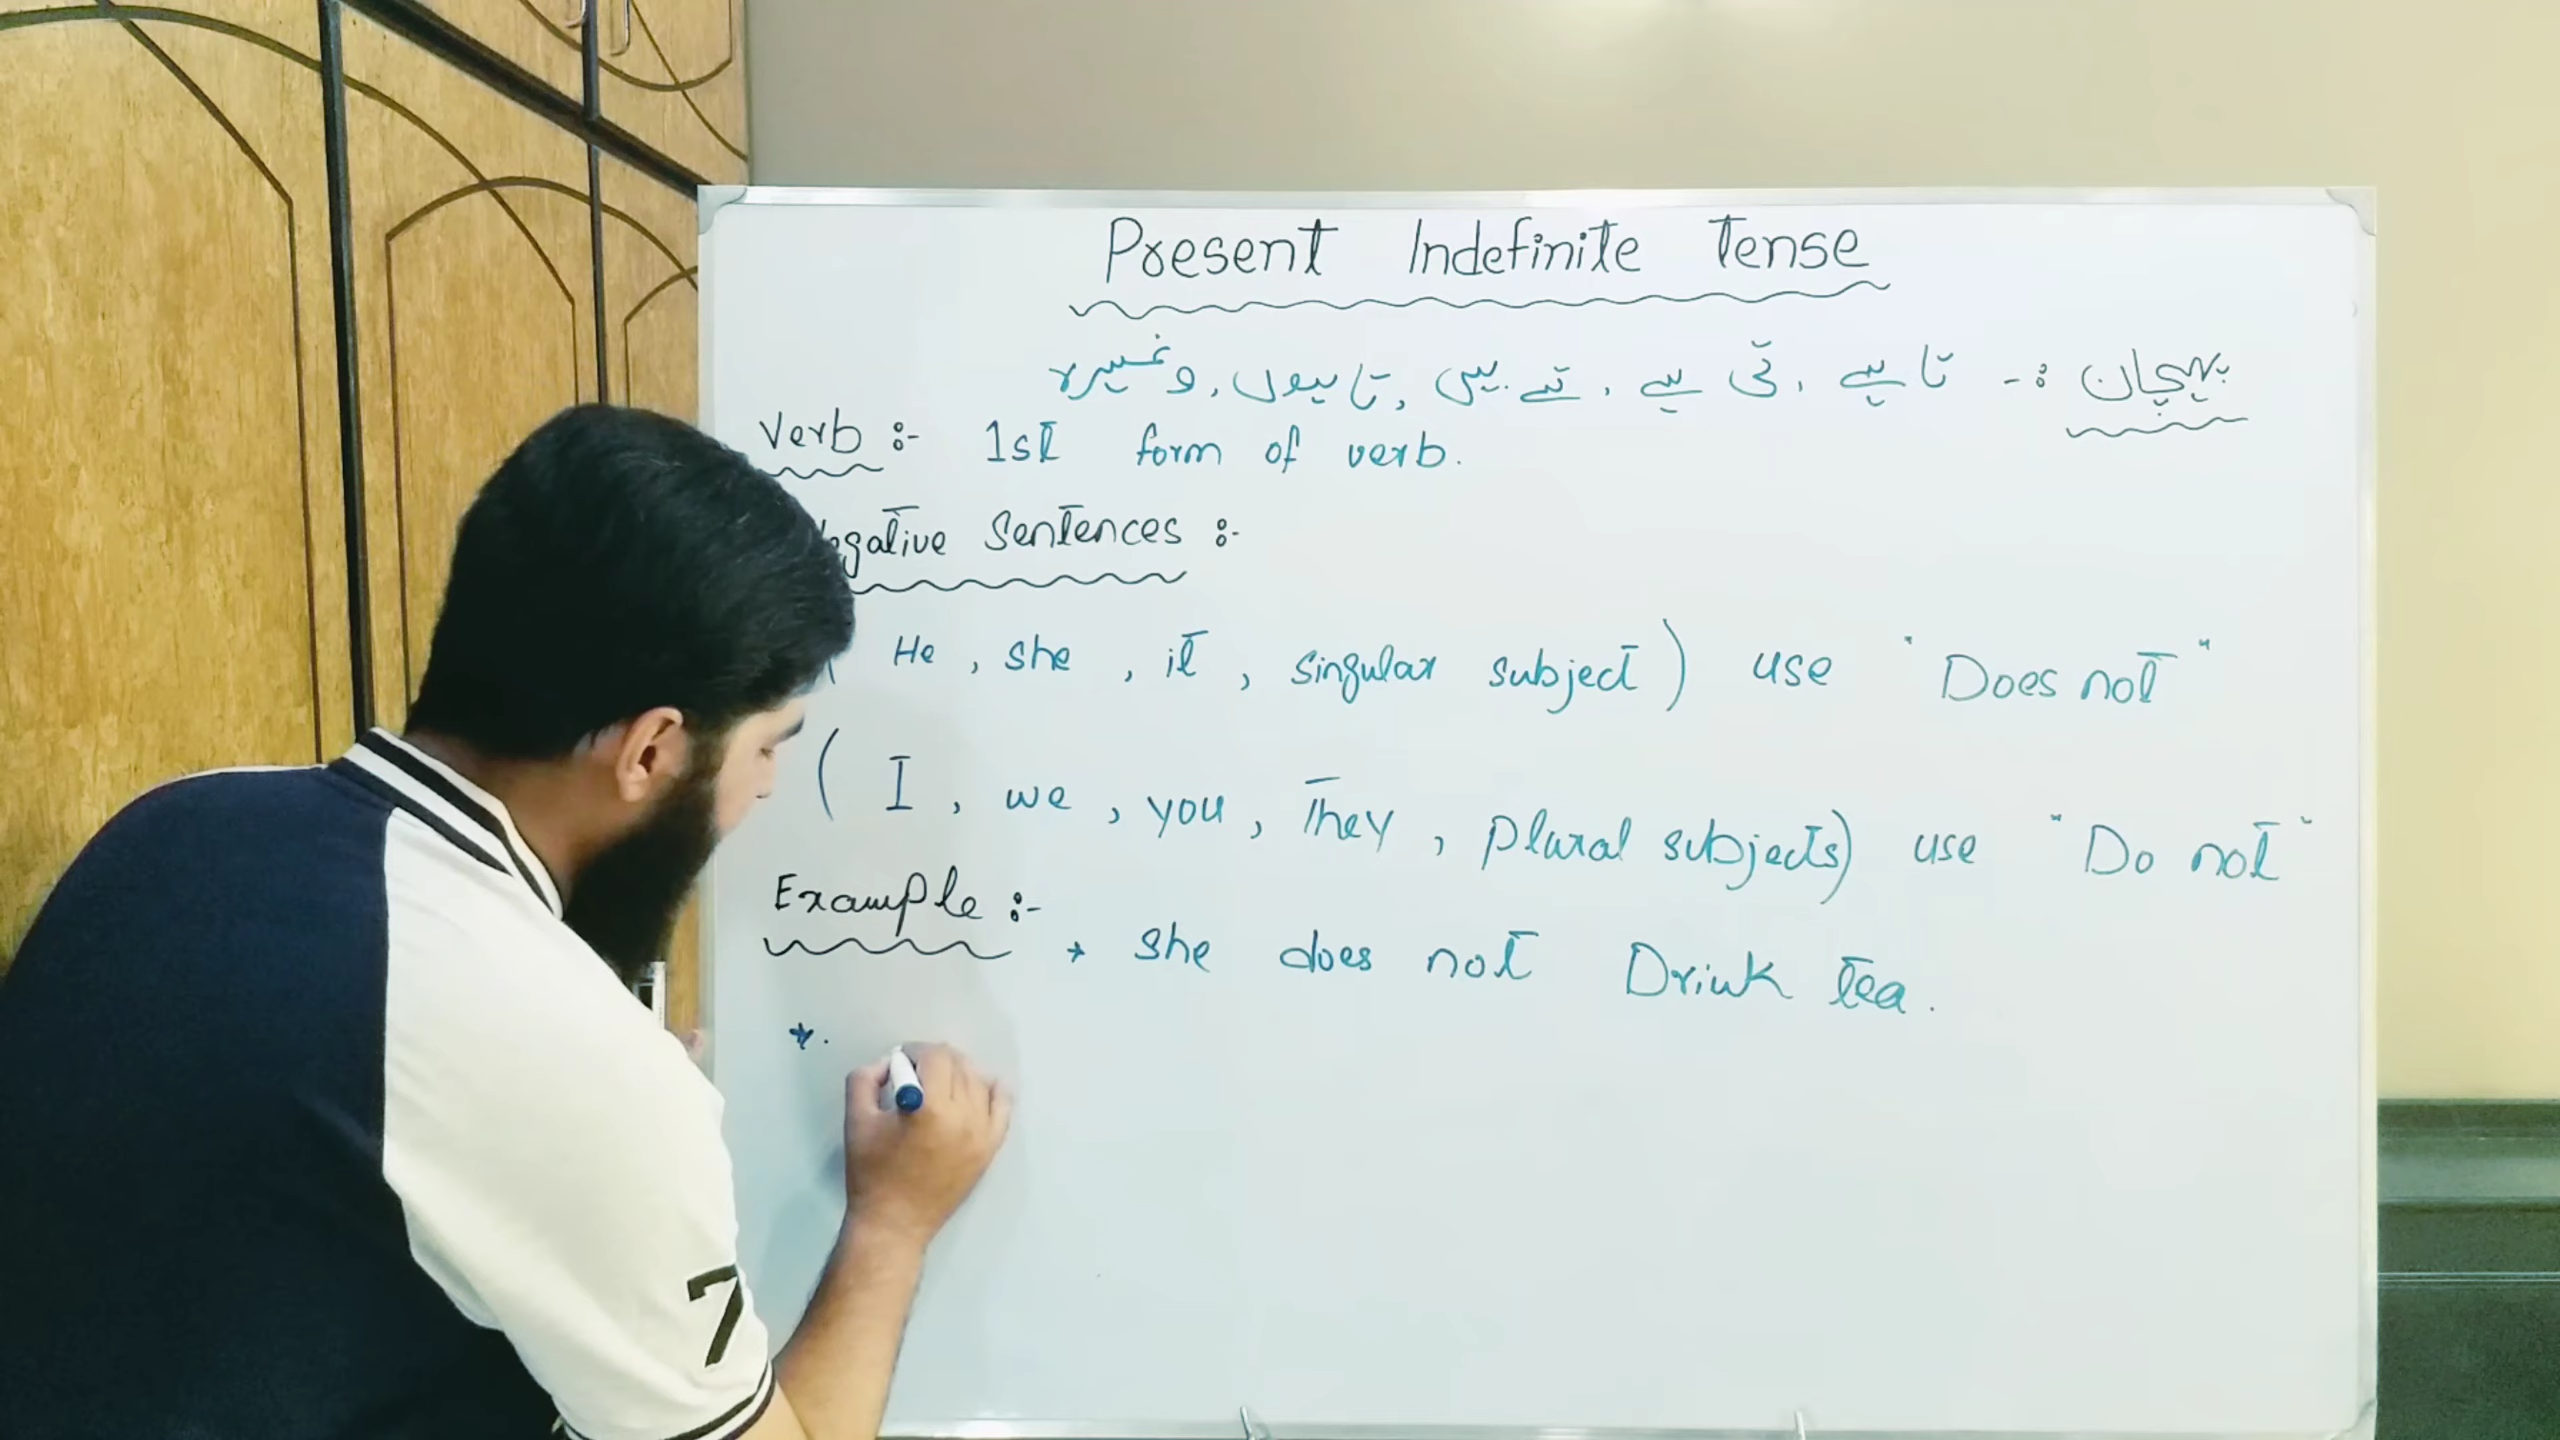 Present Indefinite Tense
پہچان :- تا ہے ، تی ہے ، تے ہیں ، تا ہوں ، وغیرہ
Verb :- 1st form of verb.
egative Sentences :-
( He , she , it , singular subject ) use " Does not "
( I , we , you , They , plural subjects) use " Do not "
Example :- * she does not Drink tea .
*.
7